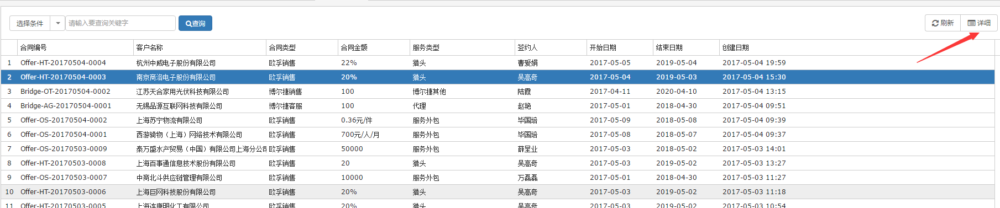 选择条件 请输入要查询关键字 查询 刷新 详细
合同编号 客户名称 合同类型 合同金额 服务类型 签约人 开始日期 结束日期 创建日期
1 Offer-HT-20170504-0004 杭州中威电子股份有限公司 欧孚销售 22% 猎头 曹爱娟 2017-05-05 2019-05-04 2017-05-04 19:59
2 Offer-HT-20170504-0003 南京商洛电子股份有限公司 欧孚销售 20% 猎头 吴高奇 2017-05-04 2019-05-03 2017-05-04 15:30
3 Bridge-OT-20170504-0002 江苏天合家用光伏科技有限公司 博尔捷销售 100 博尔捷其他 陆霞 2017-04-11 2020-04-10 2017-05-04 13:15
4 Bridge-AG-20170504-0001 无锡品源互联网科技有限公司 博尔捷客服 100 代理 赵艳 2017-05-01 2018-04-30 2017-05-04 09:51
5 Offer-OS-20170504-0002 上海苏宁物流有限公司 欧孚销售 0.36元/件 服务外包 毕国培 2017-05-09 2018-05-08 2017-05-04 09:39
6 Offer-OS-20170504-0001 西游骑物（上海）网络技术有限公司 欧孚销售 700元/人/月 服务外包 毕国培 2017-05-08 2018-05-07 2017-05-04 09:37
7 Offer-OS-20170503-0009 泰万盛水产贸易（中国）有限公司上海分公司 欧孚销售 50000 服务外包 薛呈业 2017-05-03 2018-05-02 2017-05-03 14:01
8 Offer-HT-20170503-0008 上海百事通信息技术股份有限公司 欧孚销售 20 猎头 吴高奇 2017-05-03 2019-05-02 2017-05-03 13:27
9 Offer-OS-20170503-0007 中商北斗供应链管理有限公司 欧孚销售 10000 服务外包 万磊磊 2017-05-01 2018-04-30 2017-05-03 11:27
10 Offer-HT-20170503-0006 上海巨网科技股份有限公司 欧孚销售 20% 猎头 吴高奇 2017-05-03 2019-05-02 2017-05-03 11:18
11 Offer-HT-20170503-0005 上海连康明化工有限公司 欧孚销售 20% 猎头 吴高奇 2017-05-03 2019-05-02 2017-05-03 10:54